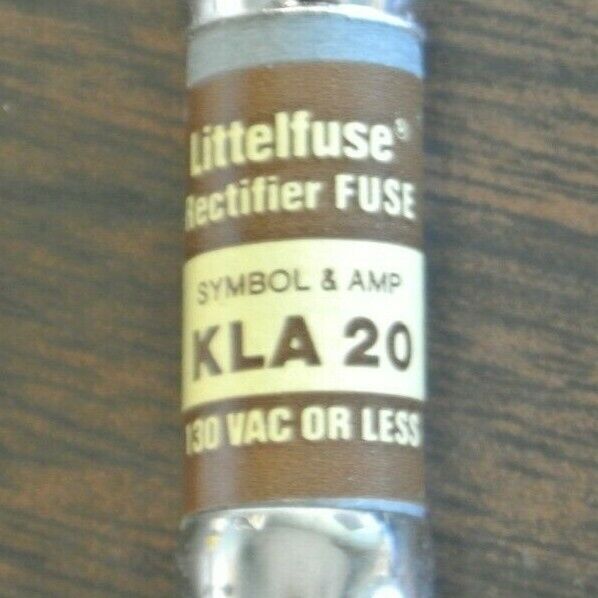 Littelfuse®
Rectifier FUSE
SYMBOL & AMP
KLA 20
130 VAC OR LESS